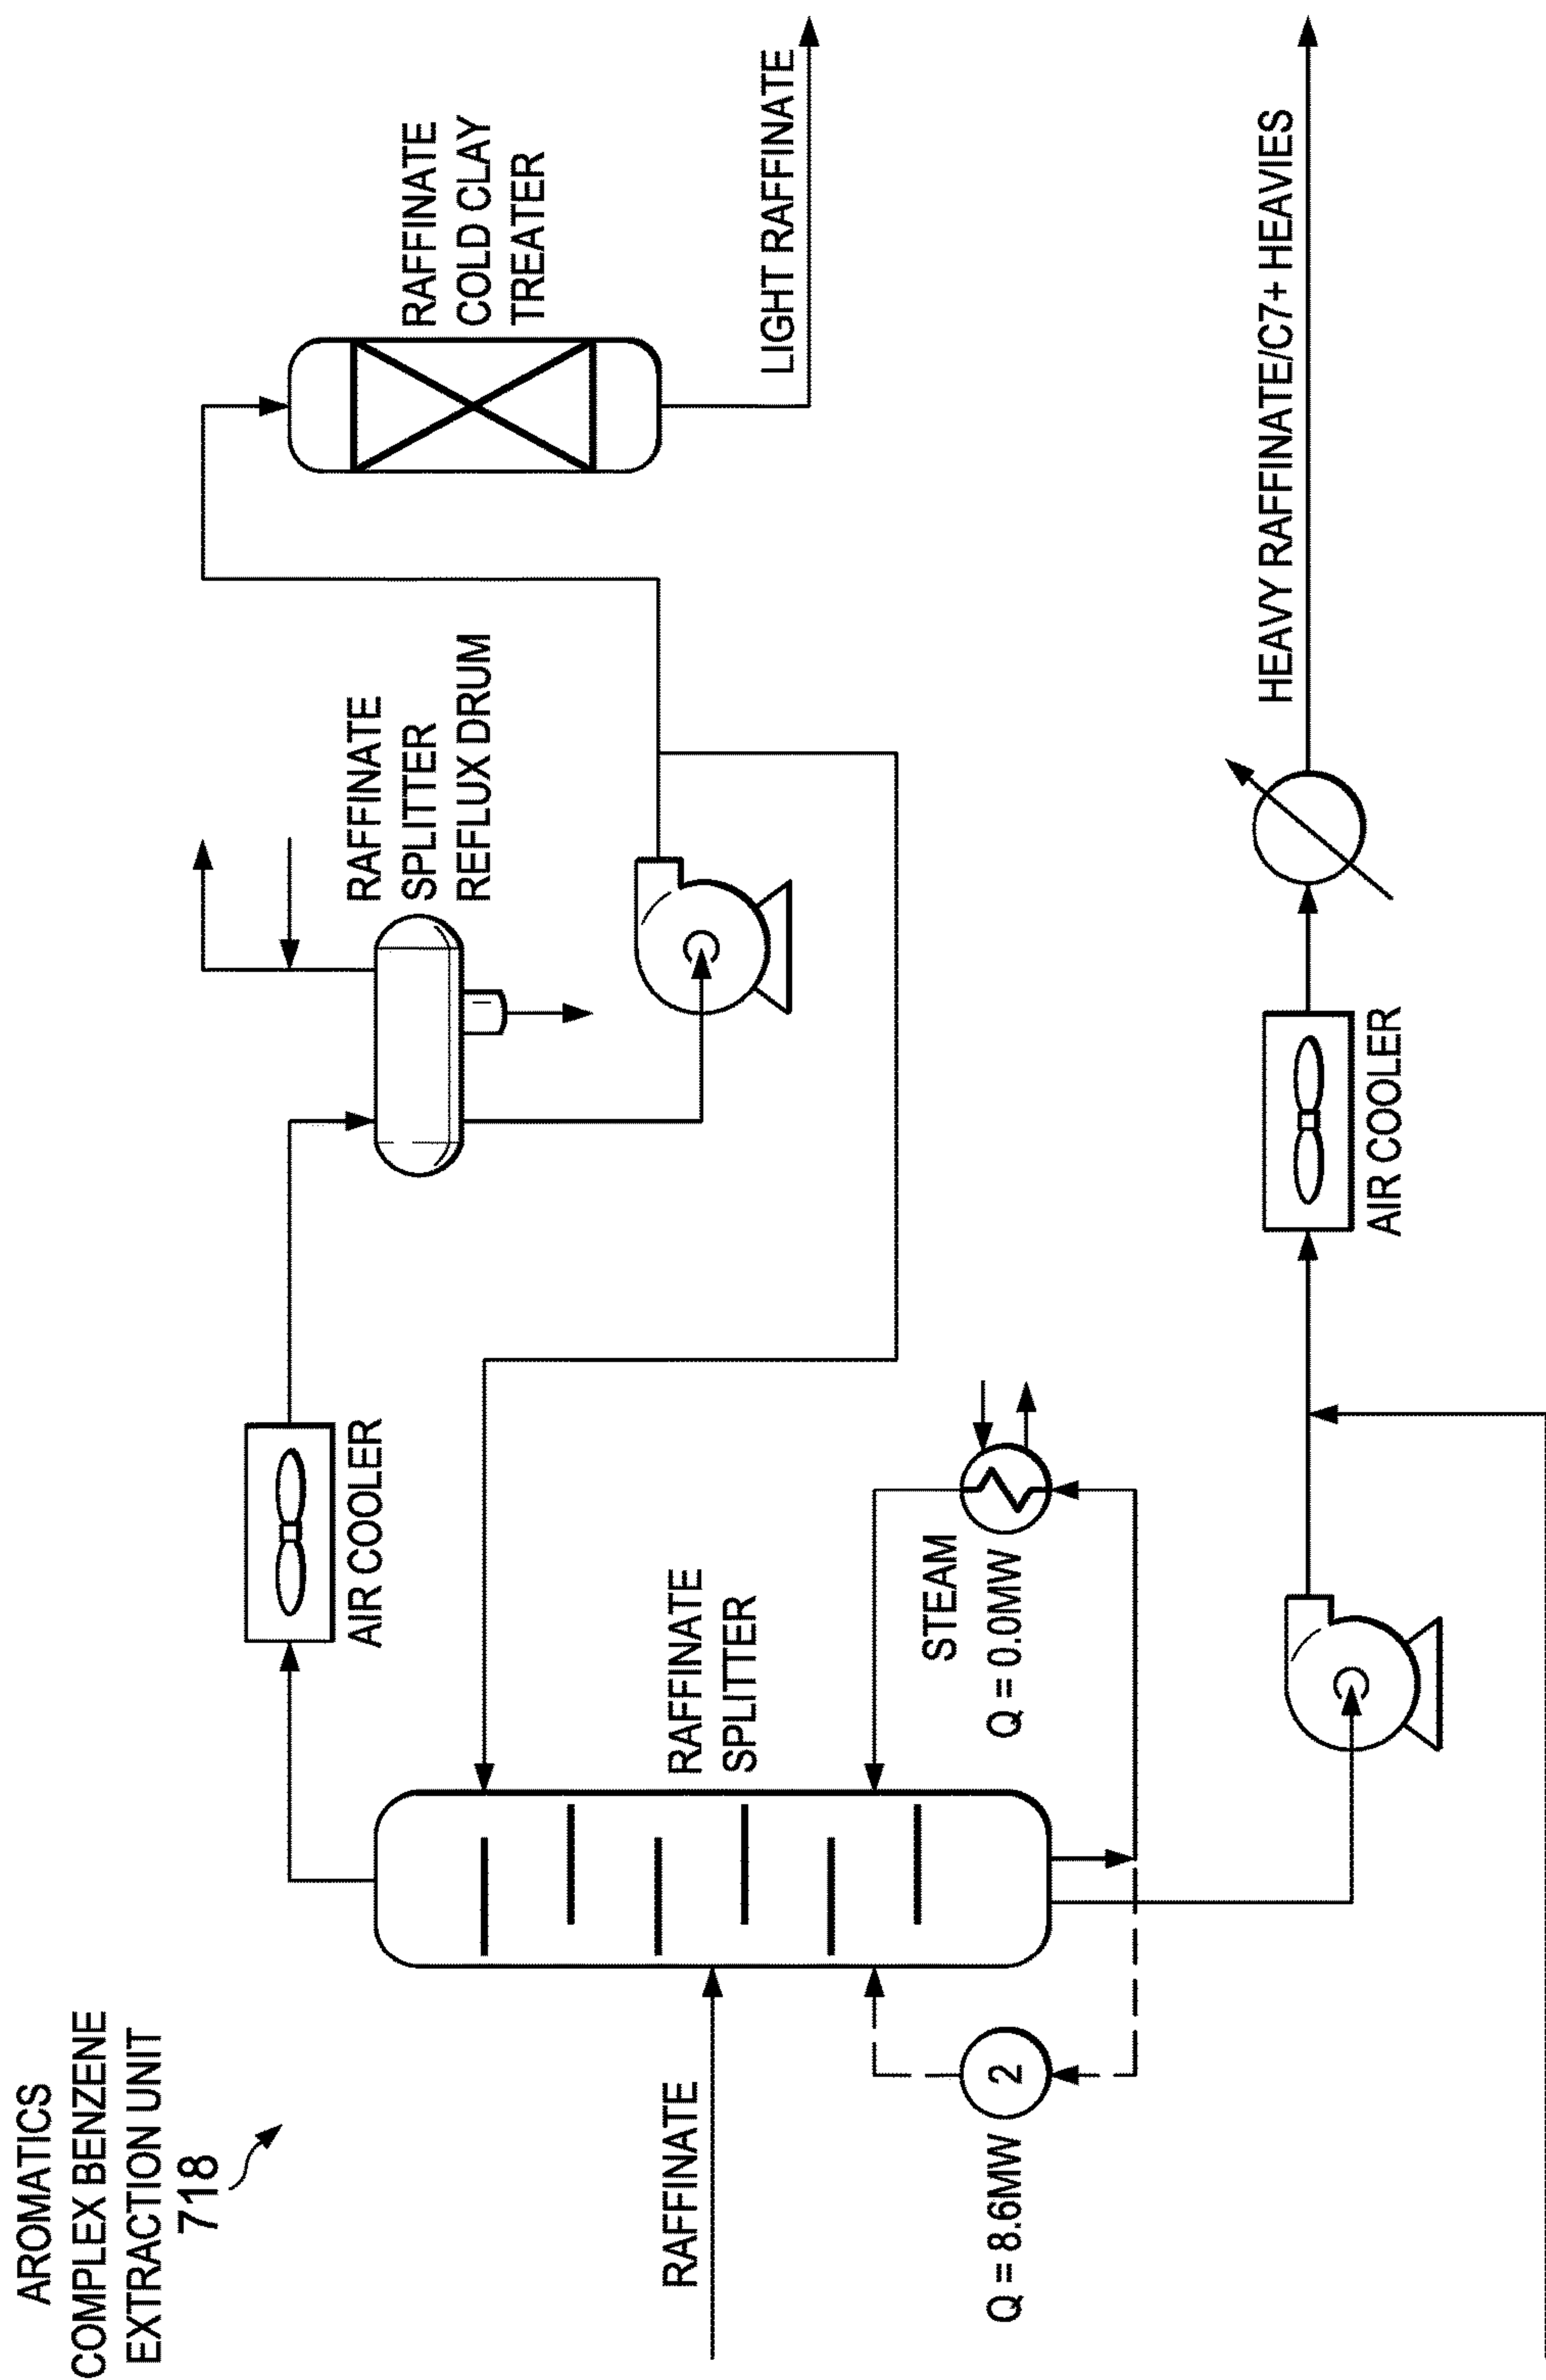 AROMATICS
COMPLEX BENZENE
EXTRACTION UNIT
718
AIR COOLER
RAFFINATE
SPLITTER
REFLUX DRUM
RAFFINATE
COLD CLAY
TREATER
RAFFINATE
RAFFINATE
SPLITTER
LIGHT RAFFINATE
STEAM
Q = 0.0MW
Q = 8.6MW
2
HEAVY RAFFINATE/C7+ HEAVIES
AIR COOLER